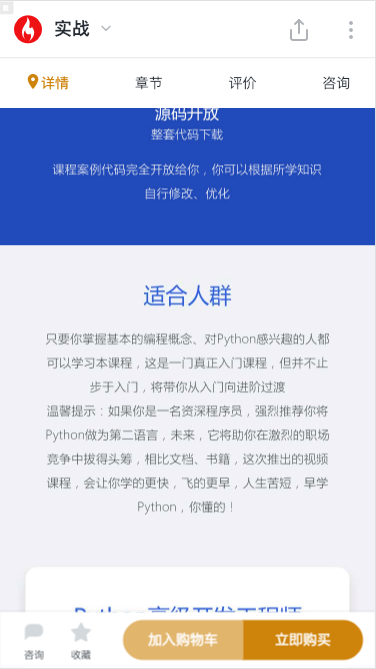 实战
详情 章节 评价 咨询
源码开放
整套代码下载
课程案例代码完全开放给你，你可以根据所学知识
自行修改、优化
适合人群
只要你掌握基本的编程概念、对Python感兴趣的人都
可以学习本课程，这是一门真正入门课程，但并不止
步于入门，将带你从入门向进阶过渡
温馨提示：如果你是一名资深程序员，强烈推荐你将
Python做为第二语言，未来，它将助你在激烈的职场
竞争中拔得头筹，相比文档、书籍，这次推出的视频
课程，会让你学的更快，飞的更早，人生苦短，早学
Python，你懂的！
Python高级开发工程师
咨询 收藏 加入购物车 立即购买